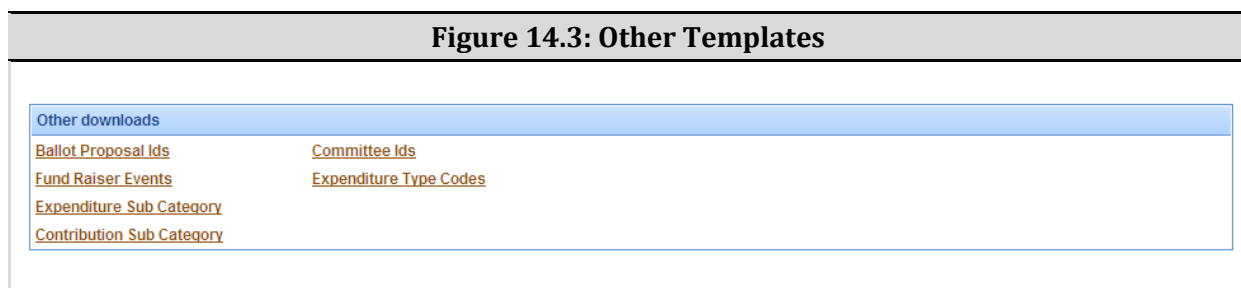 Figure 14.3: Other Templates
Other downloads
Ballot Proposal Ids Committee Ids
Fund Raiser Events Expenditure Type Codes
Expenditure Sub Category
Contribution Sub Category